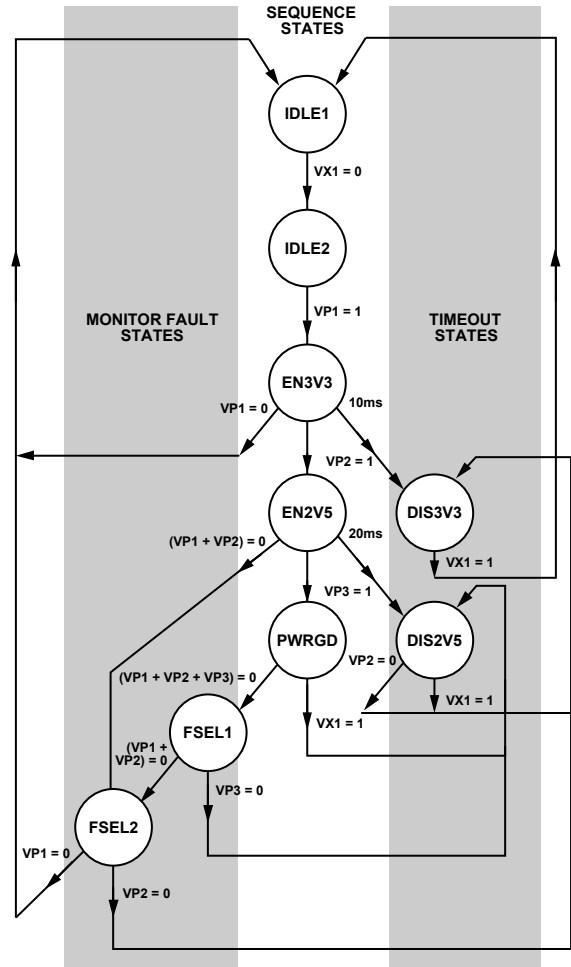 SEQUENCE
STATES
IDLE1
VX1 = 0
IDLE2
MONITOR FAULT
STATES
VP1 = 1
TIMEOUT
STATES
EN3V3
VP1 = 0
10ms
VP2 = 1
DIS3V3
EN2V5
(VP1 + VP2) = 0
20ms
VX1 = 1
VP3 = 1
PWRGD
DIS2V5
VP2 = 0
(VP1 + VP2 + VP3) = 0
VX1 = 1
VX1 = 1
FSEL1
(VP1 +
VP2) = 0
VP3 = 0
FSEL2
VP1 = 0
VP2 = 0